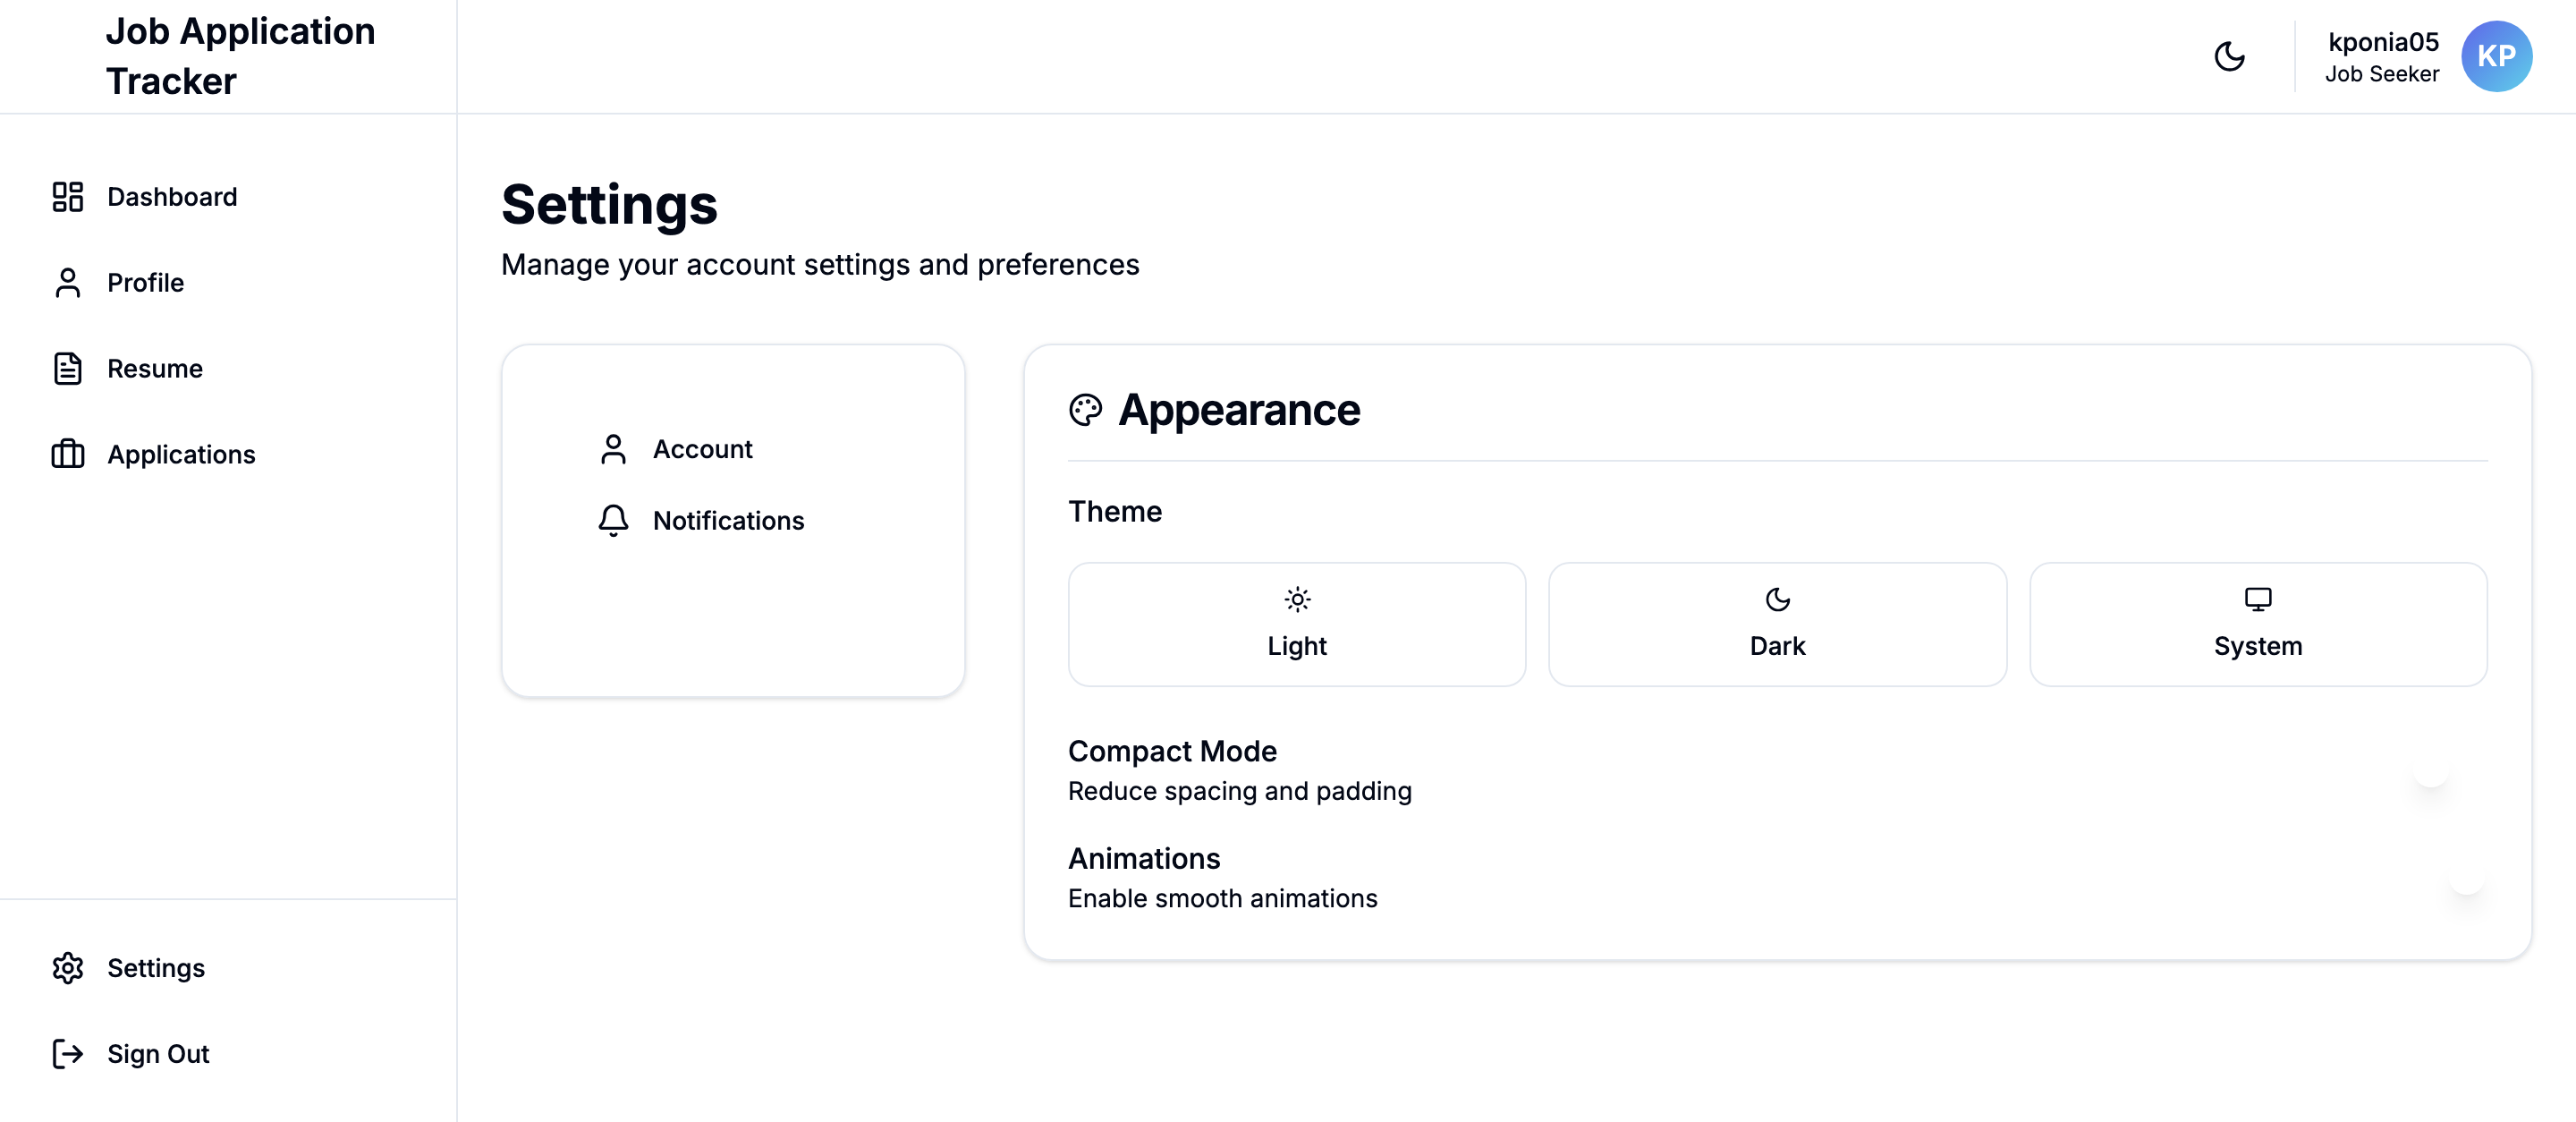 Job Application
Tracker
kponia05
Job Seeker
KP
Dashboard
Profile
Resume
Applications
Settings
Sign Out
Settings
Manage your account settings and preferences
Account
Notifications
Appearance
Theme
Light
Dark
System
Compact Mode
Reduce spacing and padding
Animations
Enable smooth animations